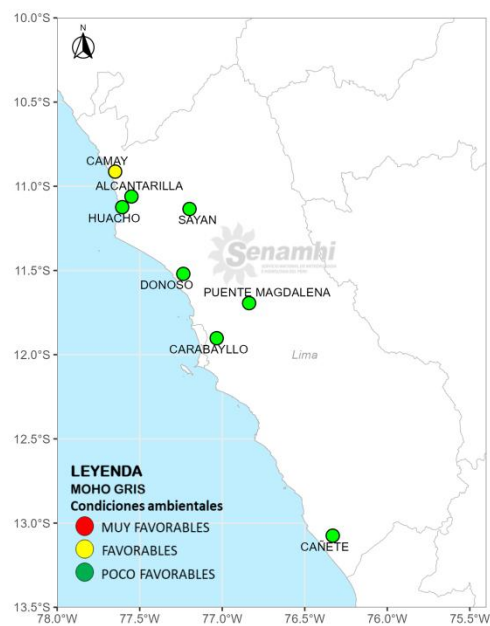 10.0°S
N
10.5°S
CAMAY
11.0°S
ALCANTARILLA
HUACHO
SAYAN
Senamhi
11.5°S
DONOSO
PUENTE MAGDALENA
12.0°S
CARABAYLLO
Lima
12.5°S
LEYENDA
MOHO GRIS
Condiciones ambientales
MUY FAVORABLES
FAVORABLES
POCO FAVORABLES
13.0°S
CAÑETE
13.5°S
78.0°W 77.5°W 77.0°W 76.5°W 76.0°W 75.5°W